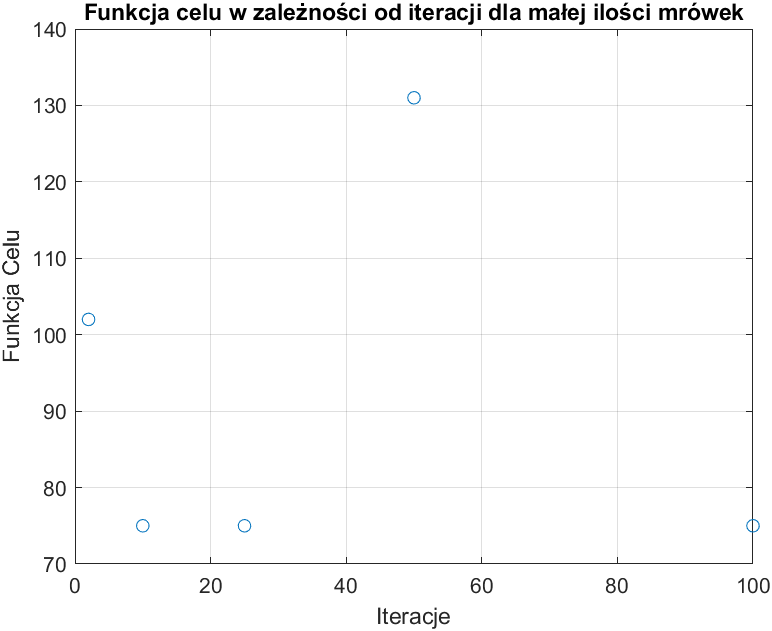 Funkcja celu w zależności od iteracji dla małej ilości mrówek
140
130
120
110
100
90
80
70
Funkcja Celu
0 20 40 60 80 100
Iteracje